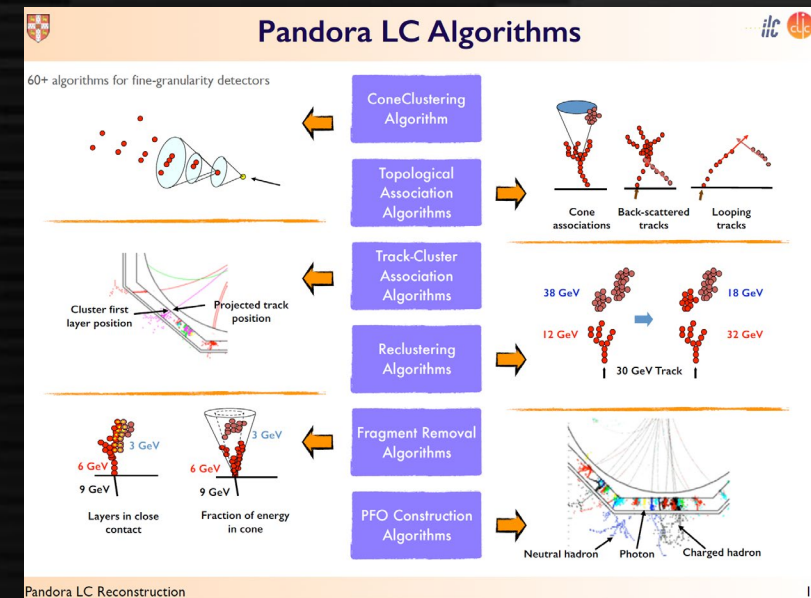 Pandora LC Algorithms
ilc
clic
60+ algorithms for fine-granularity detectors
ConeClustering
Algorithm
Topological
Association
Algorithms
Cone
associations
Back-scattered
tracks
Looping
tracks
Track-Cluster
Association
Algorithms
Cluster first
layer position
Projected track
position
38 GeV
18 GeV
12 GeV
32 GeV
30 GeV Track
Reclustering
Algorithms
Fragment Removal
Algorithms
3 GeV
6 GeV
9 GeV
Layers in close
contact
3 GeV
6 GeV
9 GeV
Fraction of energy
in cone
PFO Construction
Algorithms
Neutral hadron
Photon
Charged hadron
Pandora LC Reconstruction